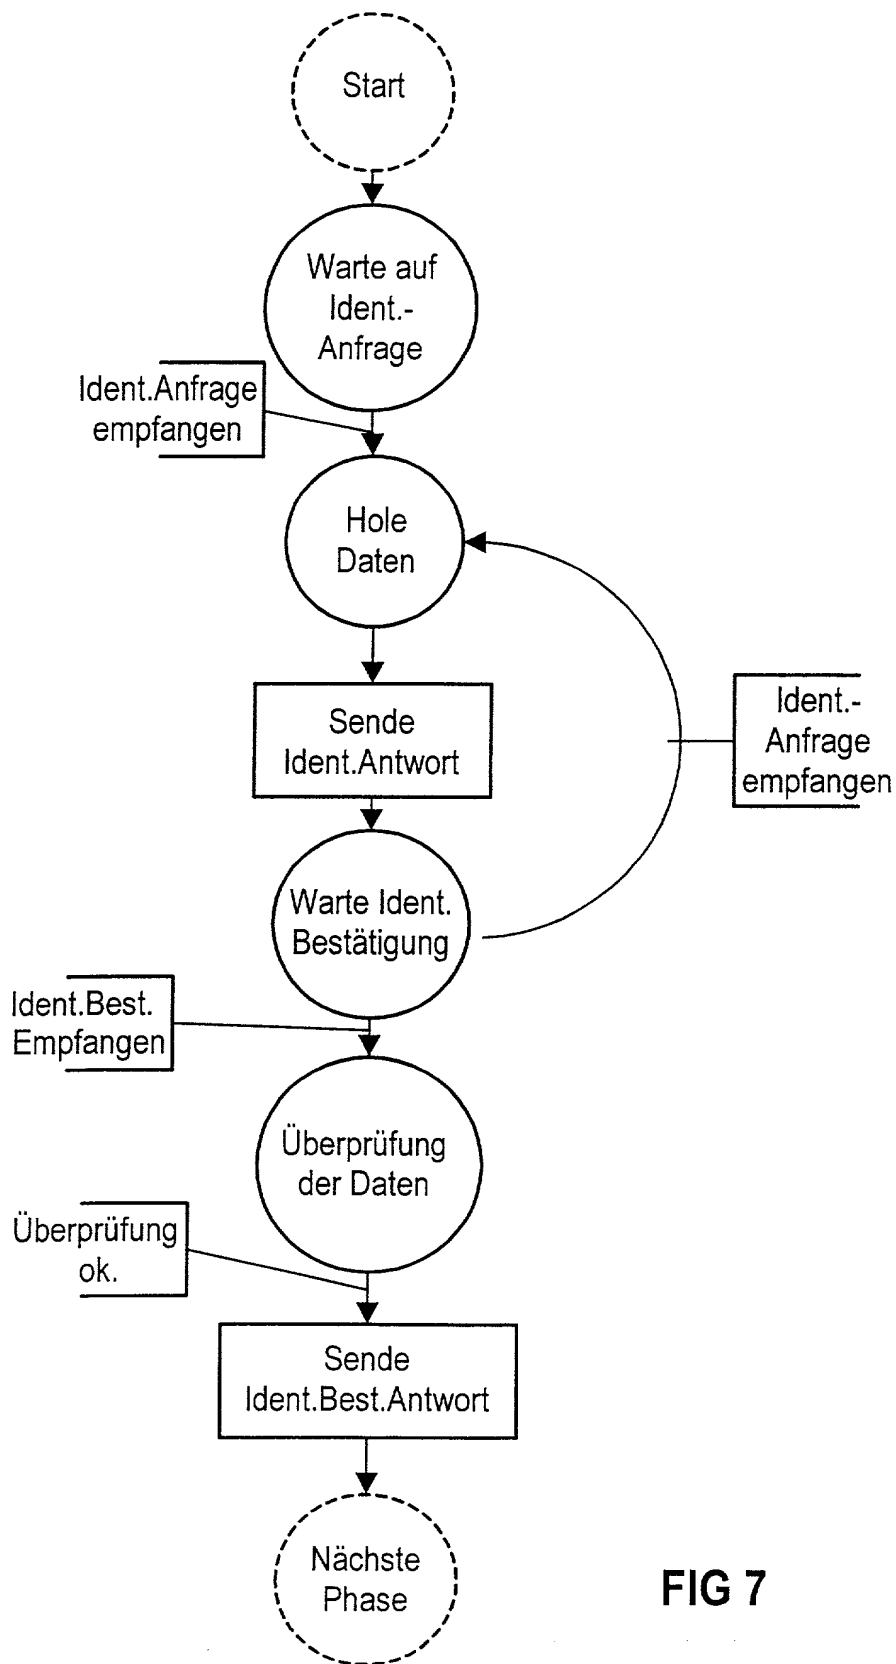 Start
Warte auf
Ident.-
Anfrage
Ident.Anfrage
empfangen
Hole
Daten
Sende
Ident.Antwort
Ident.-
Anfrage
empfangen
Warte Ident.
Bestätigung
Ident.Best.
Empfangen
Überprüfung
der Daten
Überprüfung
ok.
Sende
Ident.Best.Antwort
Nächste
Phase
FIG 7